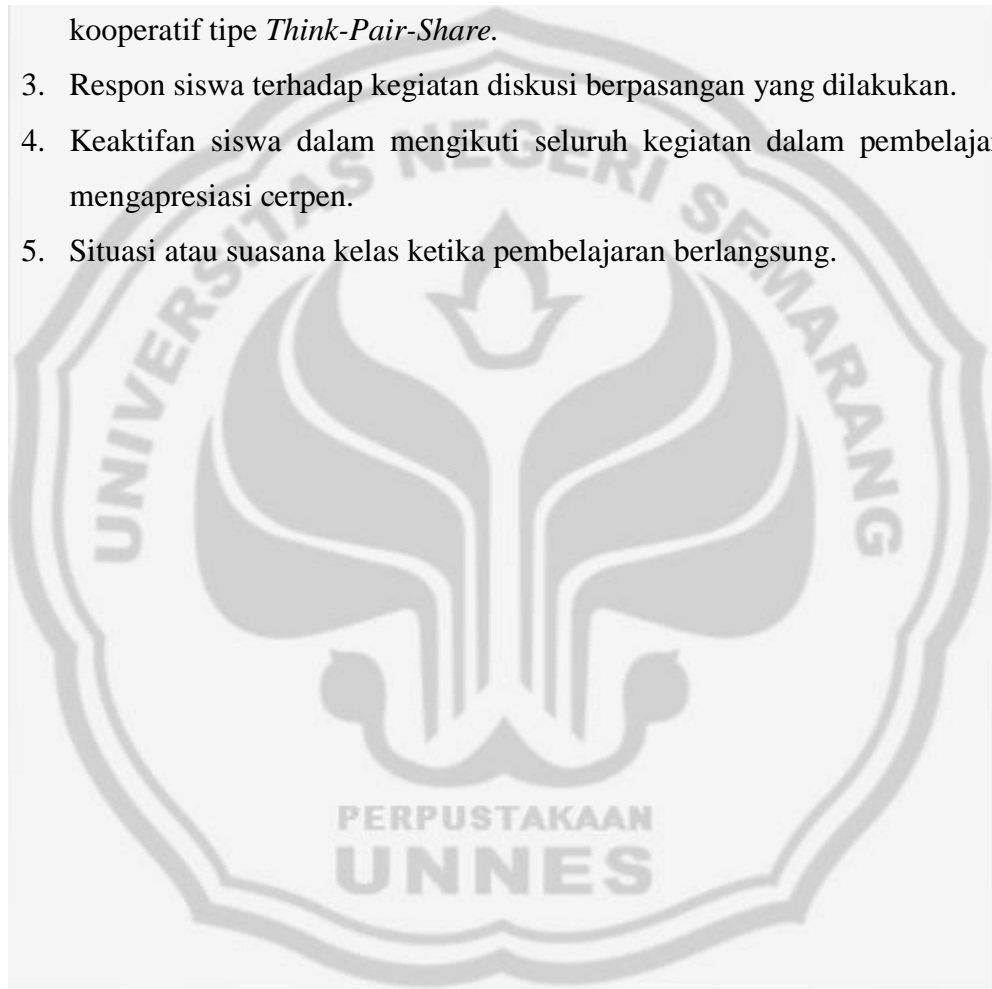 kooperatif tipe Think-Pair-Share.
3. Respon siswa terhadap kegiatan diskusi berpasangan yang dilakukan.
4. Keaktifan siswa dalam mengikuti seluruh kegiatan dalam
mengapresiasi cerpen.
5. Situasi atau suasana kelas ketika pembelajaran berlangsung.
UNIVERSITAS NEGERI SEMARANG
PERPUSTAKAAN
UNNES